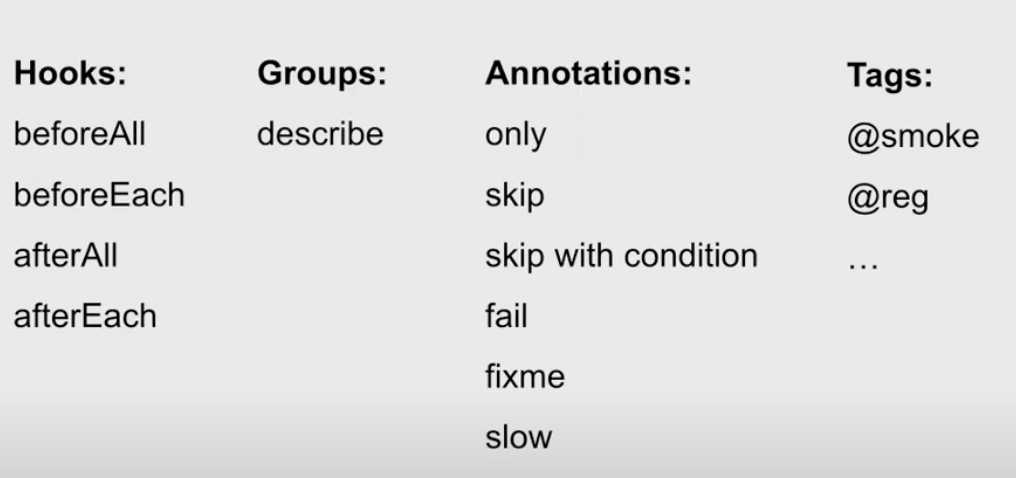 Hooks:
beforeAll
beforeEach
afterAll
afterEach
Groups:
describe
Annotations:
only
skip
skip with condition
fail
fixme
slow
Tags:
@smoke
@reg
...